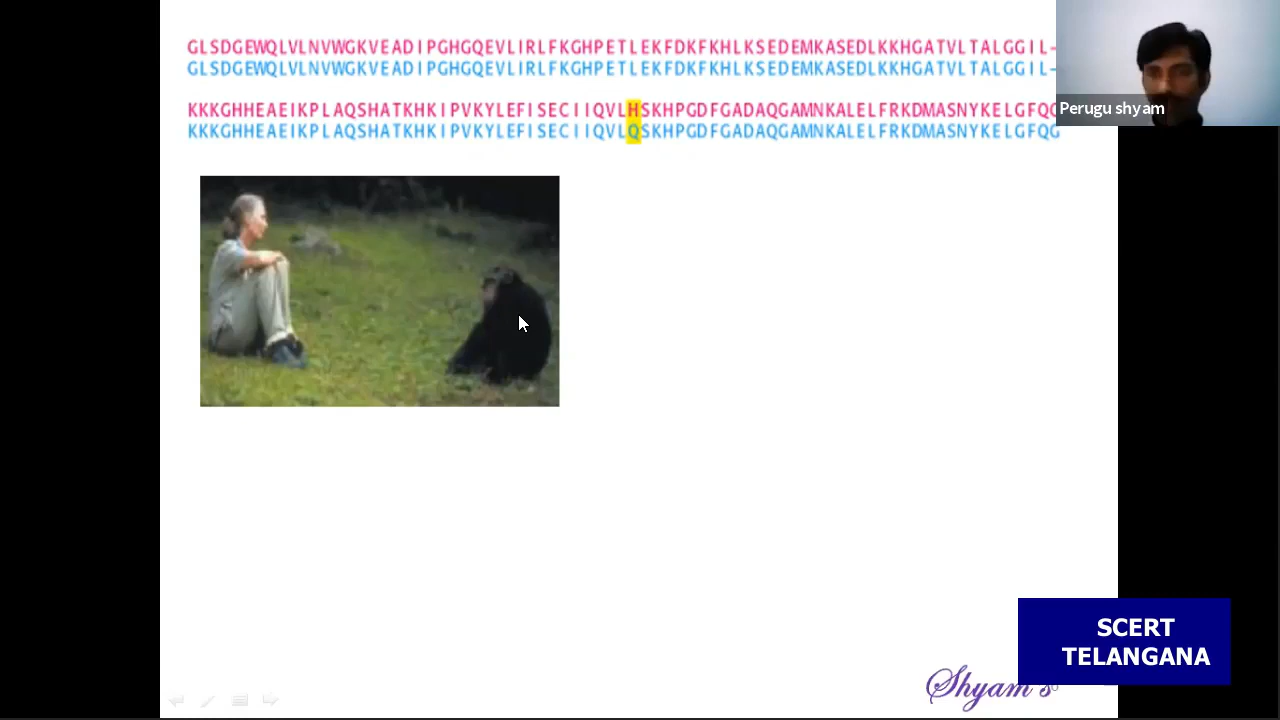 GLSDGEWQLVLNVWGKVEADIPGHGQEVLIRLFKGHPETLEKFDKFKHLKSEDEMKASEDLKKHGATVLTALGGIL-
GLSDGEWQLVLNVWGKVEADIPGHGQEVLIRLFKGHPETLEKFDKFKHLKSEDEMKASEDLKKHGATVLTALGGIL-
KKKGHHEAEIKPLAQSHATKHKIPVKYLEFISECIIQVLHSKHPGDFGADAQGAMNKALELFRKDMASNYKELGFQG
KKKGHHEAEIKPLAQSHATKHKIPVKYLEFISECIIQVLQSKHPGDFGADAQGAMNKALELFRKDMASNYKELGFQG
Perugu shyam
SCERT
TELANGANA
Shyam's